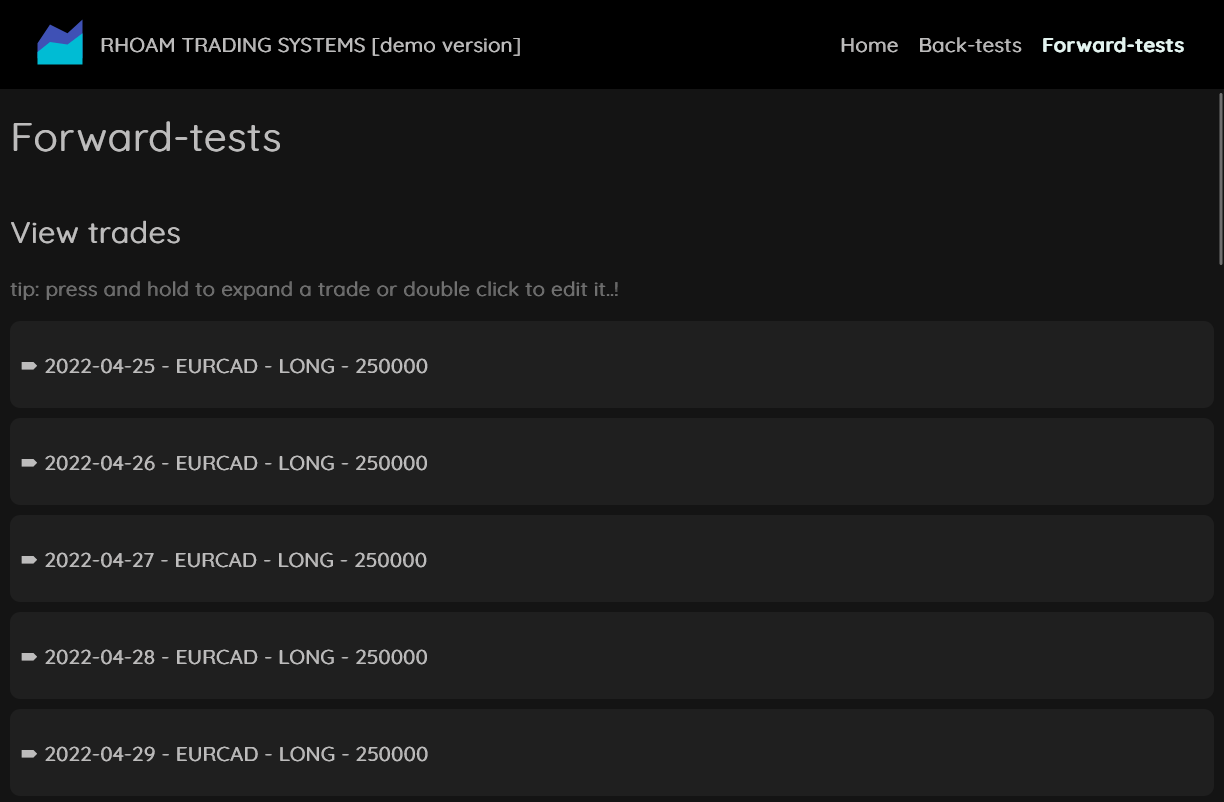 RHOAM TRADING SYSTEMS [demo version]
Home Back-tests Forward-tests
Forward-tests
View trades
tip: press and hold to expand a trade or double click to edit it..!
2022-04-25 - EURCAD - LONG - 250000
2022-04-26 - EURCAD - LONG - 250000
2022-04-27 - EURCAD - LONG - 250000
2022-04-28 - EURCAD - LONG - 250000
2022-04-29 - EURCAD - LONG - 250000